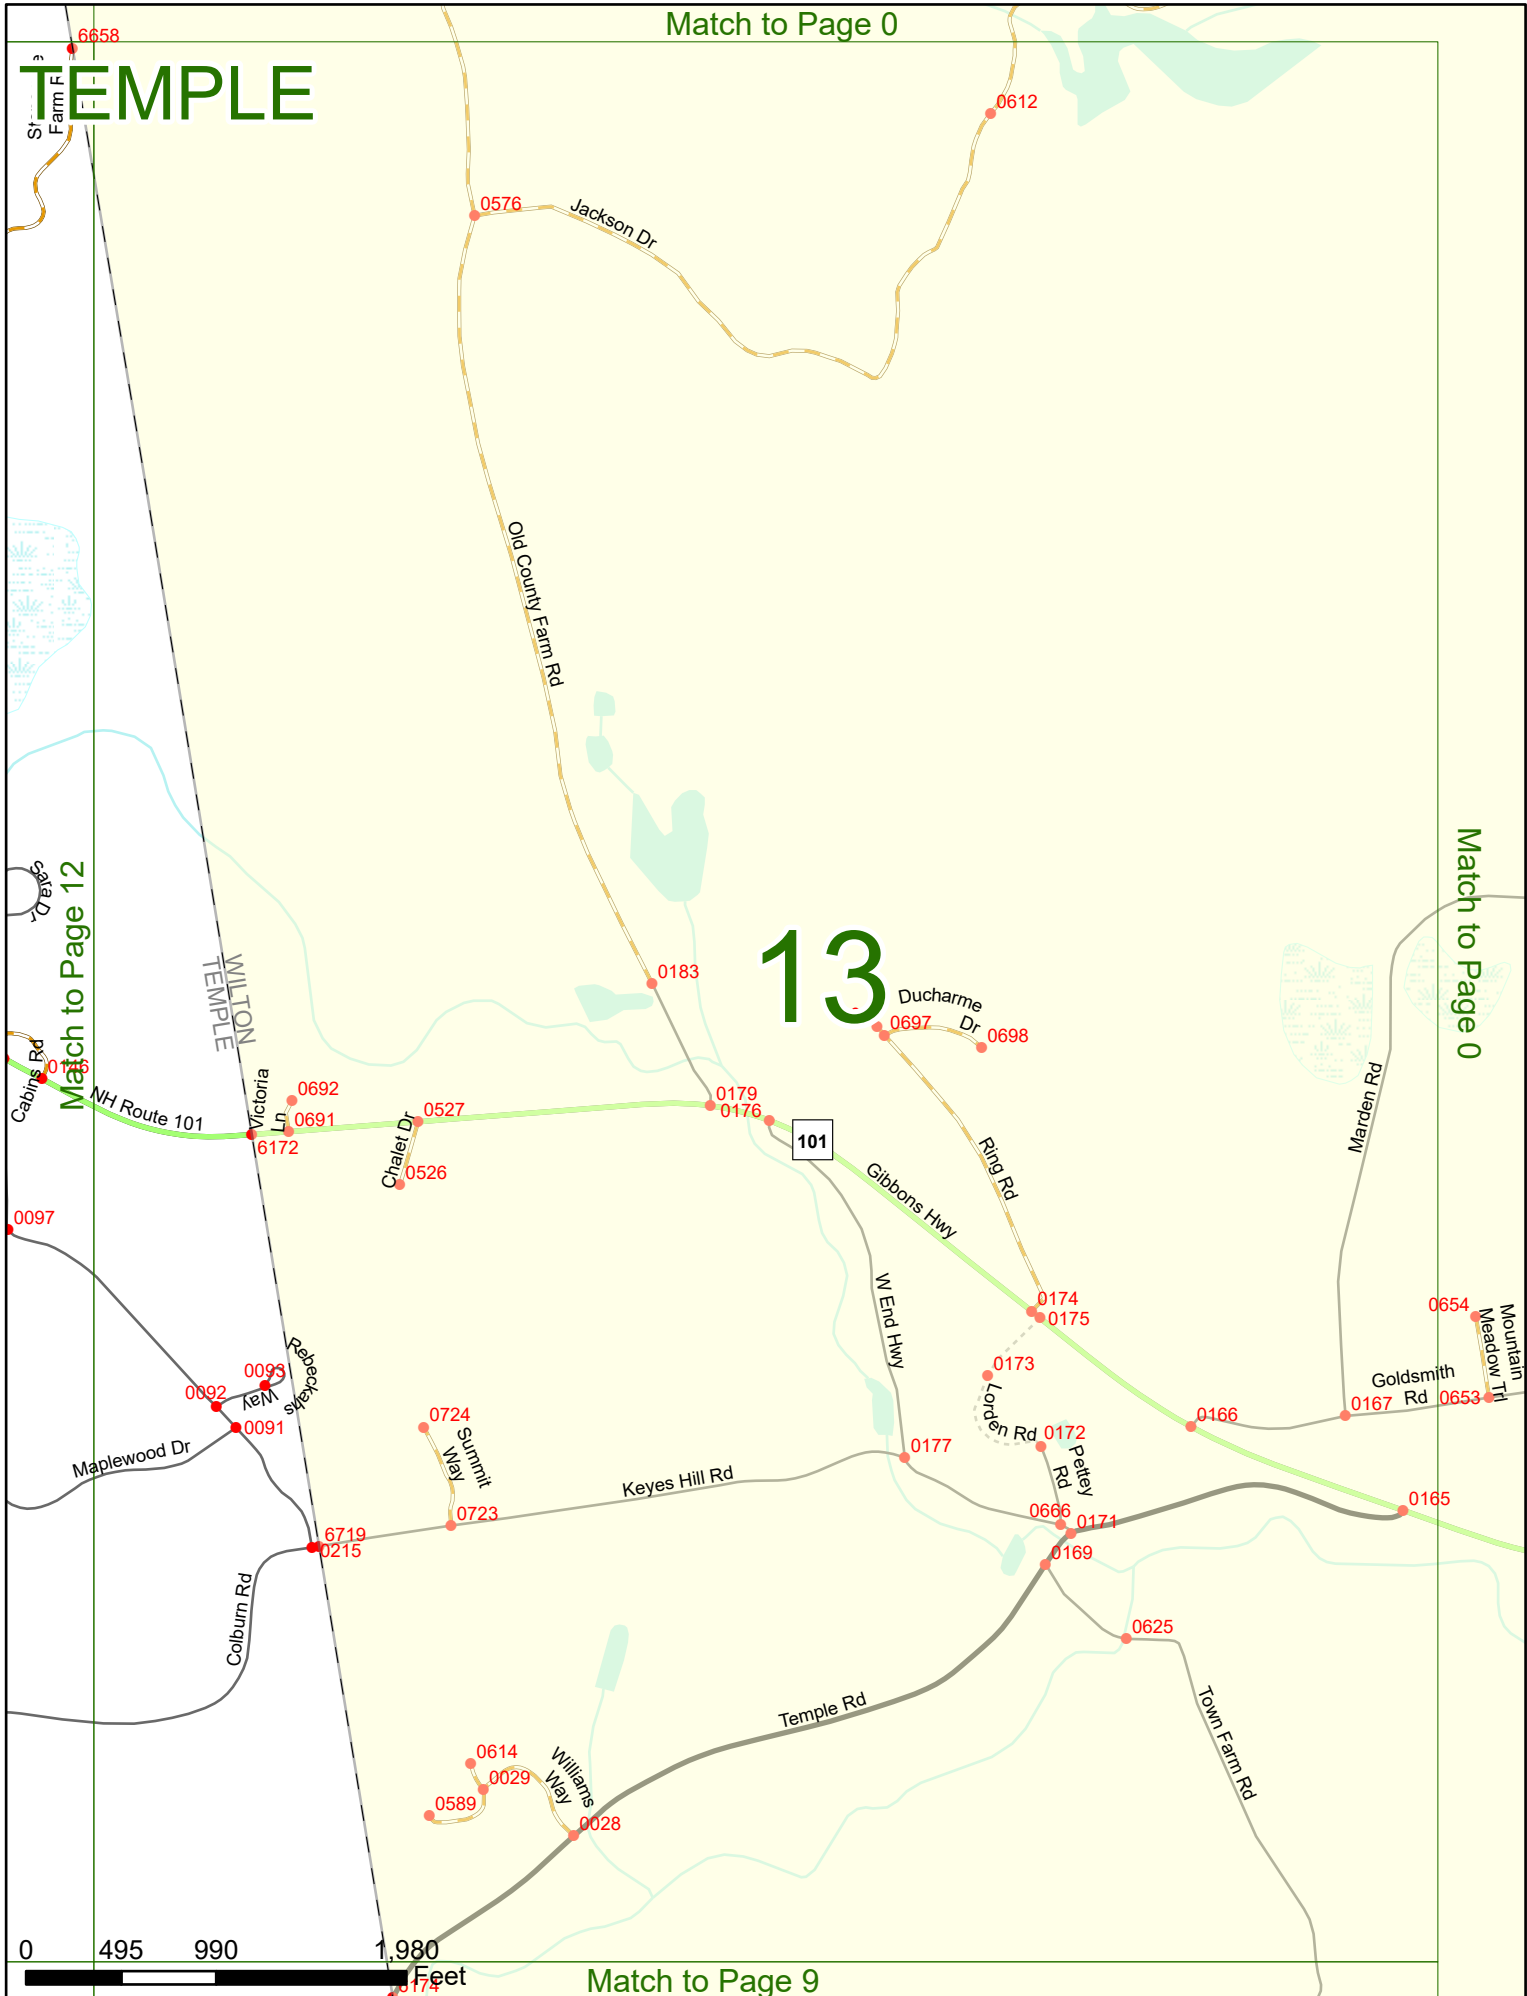 Match to Page 0
6658
TEMPLE
Farm R
0612
0576
Jackson Dr
Old County Farm Rd
Match to Page 12
Sara Dr
Match to Page 0
WILTON
TEMPLE
13
0183
Ducharme
Dr
0697
0698
Cabins Rd
0146
NH Route 101
Victoria
Ln
0692
0691
6172
Chalet Dr
0527
0526
0179
0176
101
Gibbons Hwy
Ring Rd
Marden Rd
0097
W End Hwy
0174
0175
0173
Lorden Rd
0172
Pettey
Rd
0654
Mountain
Meadow Trl
Goldsmith
Rd
0653
0167
0166
0093
Rebeckahs
Way
0092
0091
Maplewood Dr
0724
Summit
Way
0723
Keyes Hill Rd
0177
0666
0171
0165
0169
6719
0215
Colburn Rd
0625
Town Farm Rd
Temple Rd
0614
0029
0589
Williams
Way
0028
0 495 990 1,980
Feet
6174
Match to Page 9